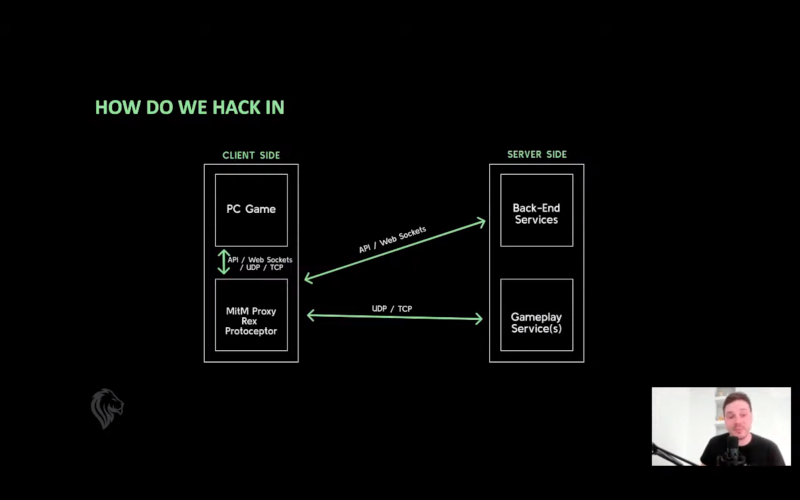 HOW DO WE HACK IN
CLIENT SIDE
SERVER SIDE
PC Game
Back-End
Services
API / Web Sockets
API / Web Sockets
/ UDP / TCP
MitM Proxy
Rex
Protoceptor
UDP / TCP
Gameplay
Service(s)